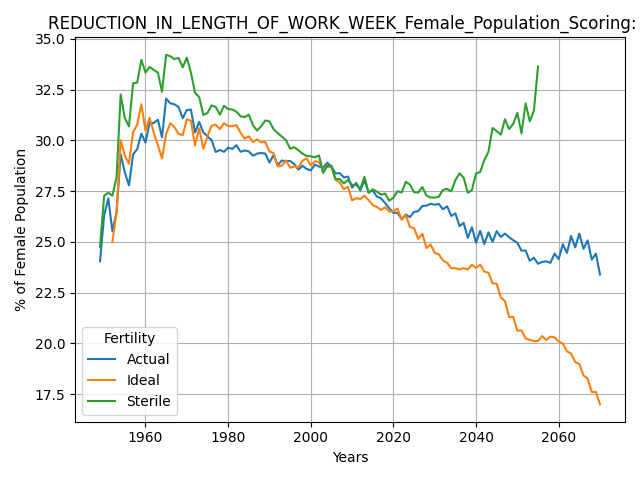 REDUCTION_IN_LENGTH_OF_WORK_WEEK_Female_Population_Scoring:
35.0
32.5
30.0
27.5
25.0
22.5
20.0
17.5
% of Female Population
Fertility
Actual
Ideal
Sterile
1960
1980
2000
2020
2040
2060
Years